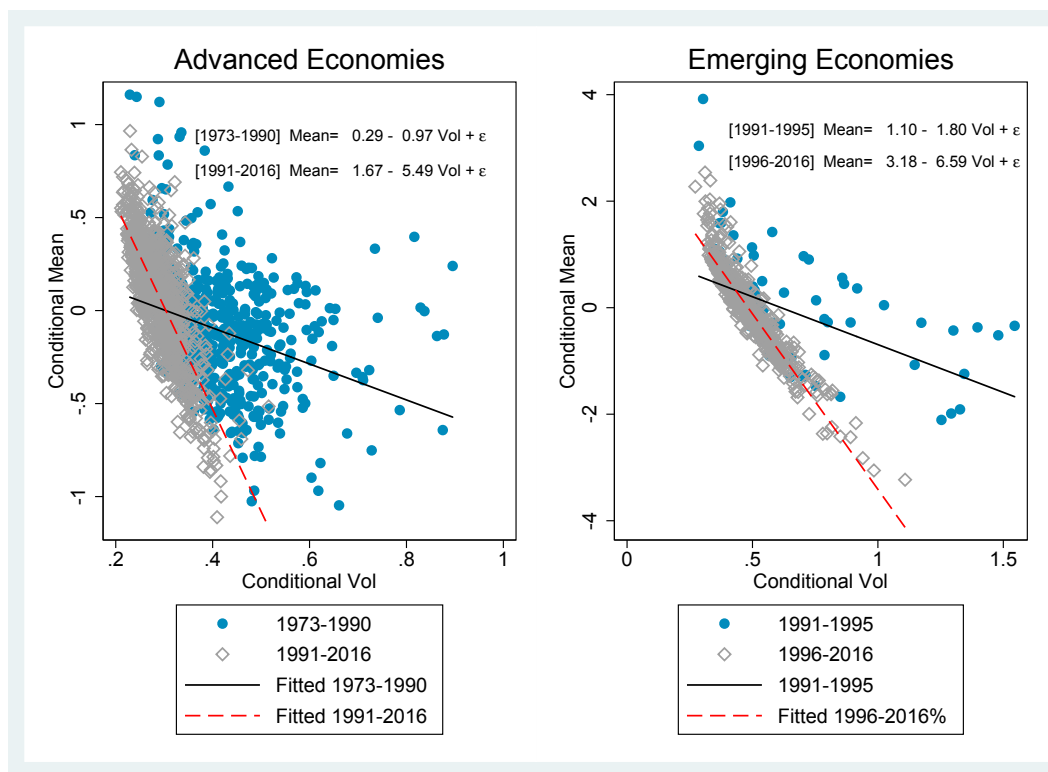 Advanced Economies
Conditional Mean
1
.5
0
-.5
-1
[1973-1990] Mean= 0.29 - 0.97 Vol + ε
[1991-2016] Mean= 1.67 - 5.49 Vol + ε
.2 .4 .6 .8 1
Conditional Vol
1973-1990
1991-2016
Fitted 1973-1990
Fitted 1991-2016
Emerging Economies
Conditional Mean
4
2
0
-2
-4
[1991-1995] Mean= 1.10 - 1.80 Vol + ε
[1996-2016] Mean= 3.18 - 6.59 Vol + ε
0 .5 1 1.5
Conditional Vol
1991-1995
1996-2016
1991-1995
Fitted 1996-2016%